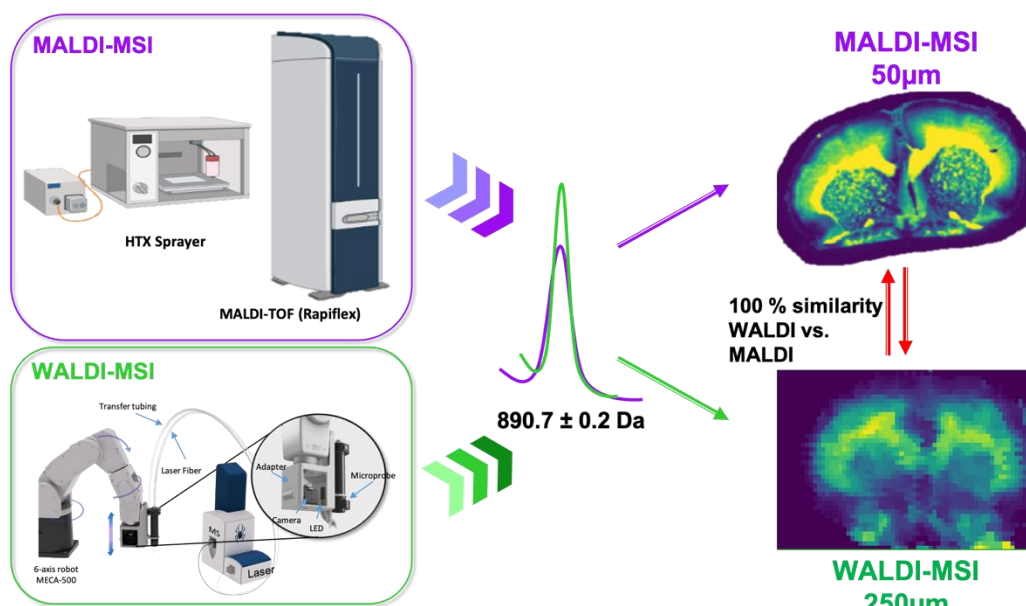 MALDI-MSI
HTX Sprayer
MALDI-TOF (Rapiflex)
WALDI-MSI
Transfer tubing
Laser Fiber
Adapter
Microprobe
Camera
LED
MS
Laser
6-axis robot
MECA-500
890.7 ± 0.2 Da
MALDI-MSI
50µm
100 % similarity
WALDI vs.
MALDI
WALDI-MSI
250µm